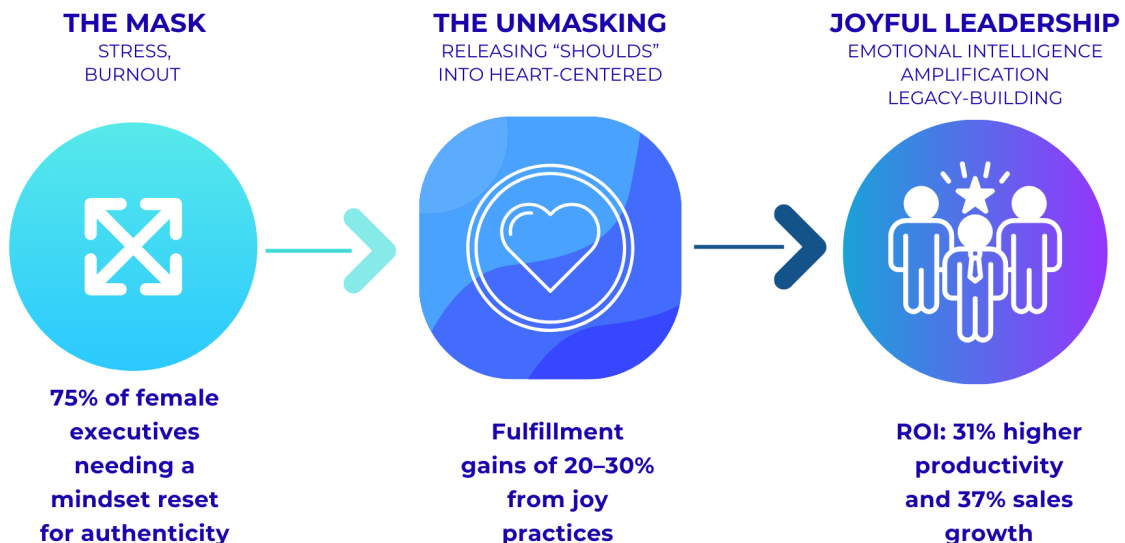 THE MASK
STRESS,
BURNOUT
75% of female
executives
needing a
mindset reset
for authenticity
THE UNMASKING
RELEASING “SHOULDS”
INTO HEART-CENTERED
Fulfillment
gains of 20–30%
from joy
practices
JOYFUL LEADERSHIP
EMOTIONAL INTELLIGENCE
AMPLIFICATION
LEGACY-BUILDING
ROI: 31% higher
productivity
and 37% sales
growth